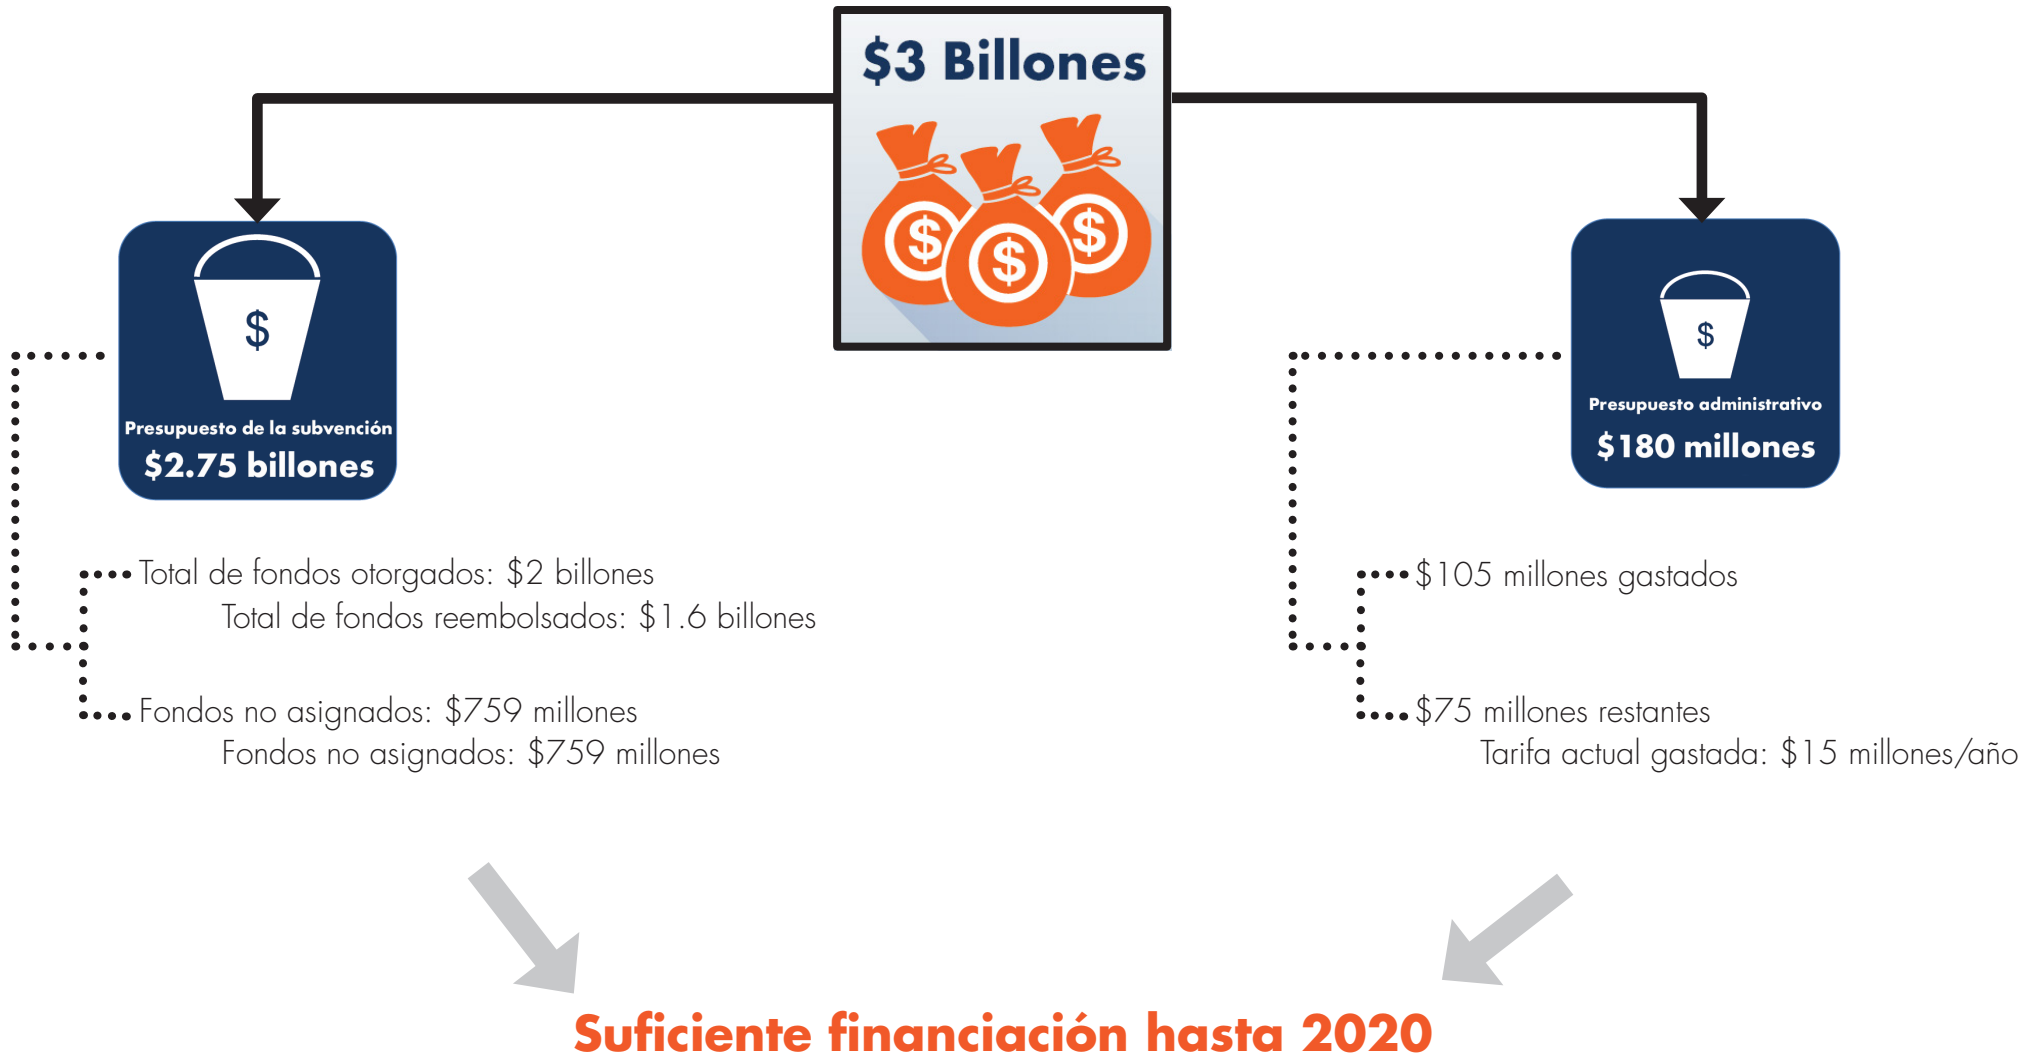 $3 Billones
$
$
$
$
Presupuesto de la subvención
$2.75 billones
$
Presupuesto administrativo
$180 millones
Total de fondos otorgados: $2 billones
Total de fondos reembolsados: $1.6 billones
Fondos no asignados: $759 millones
Fondos no asignados: $759 millones
$105 millones gastados
$75 millones restantes
Tarifa actual gastada: $15 millones/año
Suficiente financiación hasta 2020